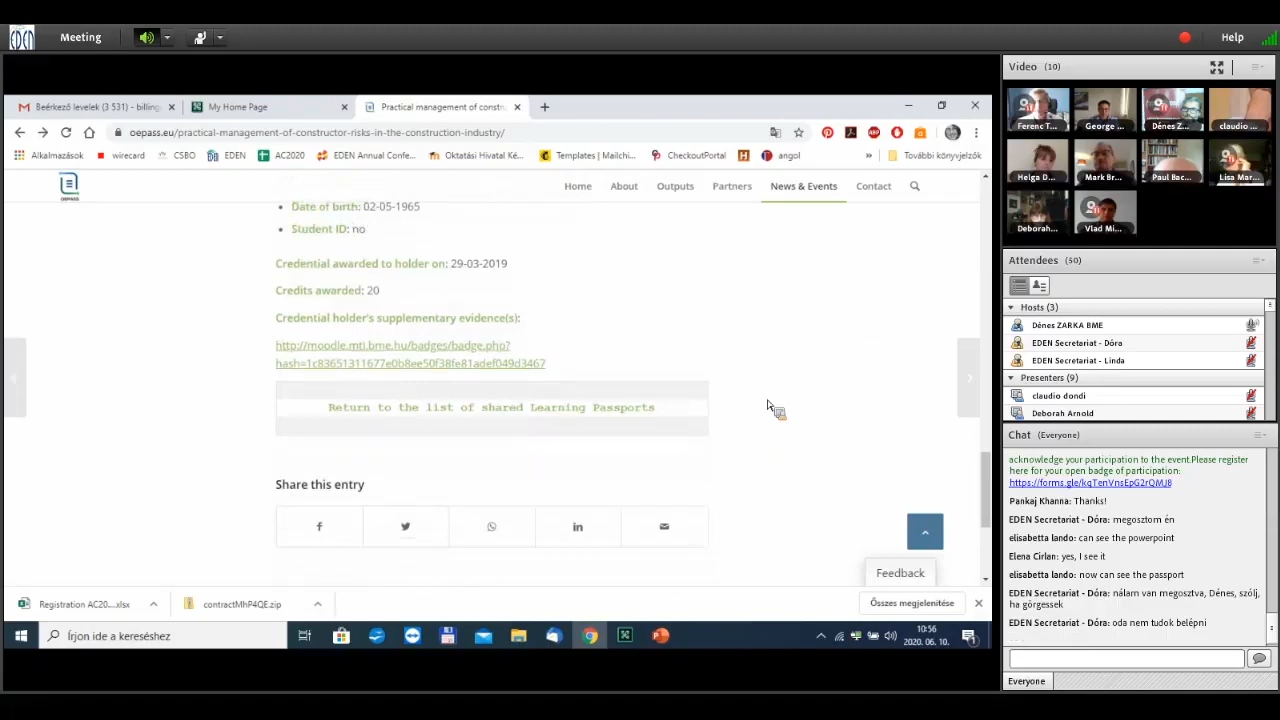 EDEN
Meeting
Help
Beérkező levelek (3 531) - billing
My Home Page
Practical management of constru
oepass.eu/practical-management-of-constructor-risks-in-the-construction-industry/
Alkalmazások
wirecard
CSBO
EDEN
AC2020
EDEN Annual Confe...
Oktatási Hivatal Ké...
Templates | Mailchi...
CheckoutPortal
angol
»
További könyvjelzők
OEPASS
Home
About
Outputs
Partners
News & Events
Contact
Date of birth: 02-05-1965
Student ID: no
Credential awarded to holder on: 29-03-2019
Credits awarded: 20
Credential holder's supplementary evidence(s):
http://moodle.mti.bme.hu/badges/badge.php?
hash=1c83651311677e0b8ee50f38fe81adef049d3467
Return to the list of shared Learning Passports
Share this entry
Feedback
Registration AC20....xlsx
contractMhP4QE.zip
Összes megjelenítése
Írjon ide a kereséshez
10:56
2020. 06. 10.
Video (10)
Ferenc T...
George ...
Dénes Z...
claudio ...
Helga D...
Mark Br...
Paul Bac...
Lisa Mar...
Deborah...
Vlad Mi...
Attendees (50)
Hosts (3)
Dénes ZARKA BME
EDEN Secretariat - Dóra
EDEN Secretariat - Linda
Presenters (9)
claudio dondi
Deborah Arnold
Chat (Everyone)
acknowledge your participation to the event.Please register
here for your open badge of participation:
https://forms.gle/kqTenVnsEpG2rQMJ8
Pankaj Khanna: Thanks!
EDEN Secretariat - Dóra: megosztom én
elisabetta lando: can see the powerpoint
Elena Cirlan: yes, I see it
elisabetta lando: now can see the passport
EDEN Secretariat - Dóra: nálam van megosztva, Dénes, szólj,
ha görgessek
EDEN Secretariat - Dóra: oda nem tudok belépni
Everyone